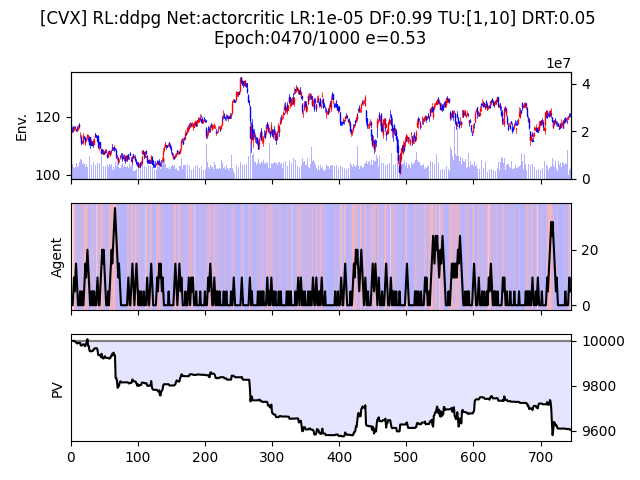 [CVX] RL:ddpg Net:actorcritic LR:1e-05 DF:0.99 TU:[1,10] DRT:0.05
Epoch:0470/1000 e=0.53
1e7
Env.
120
100
4
2
0
Agent
20
0
PV
10000
9800
9600
0 100 200 300 400 500 600 700